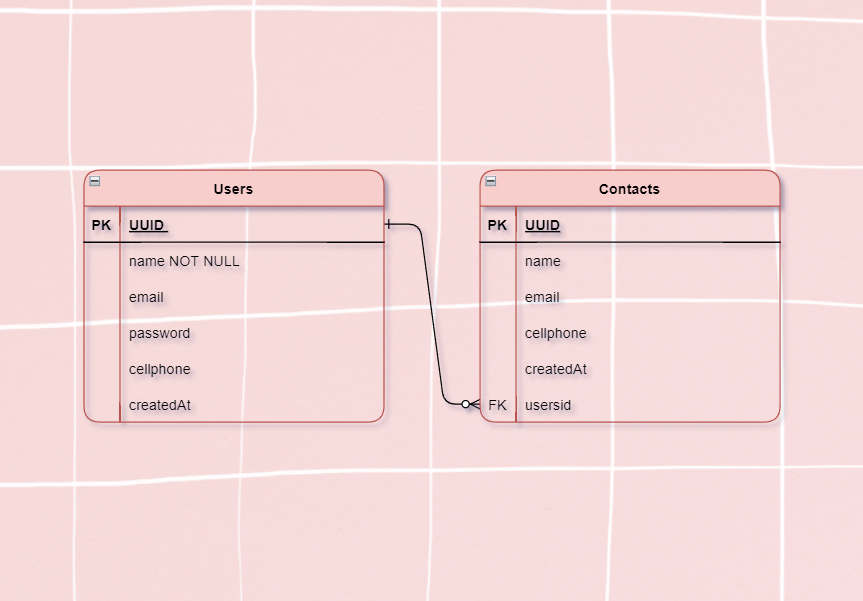 Users
PK UUID
name NOT NULL
email
password
cellphone
createdAt
Contacts
PK UUID
name
email
cellphone
createdAt
FK usersid